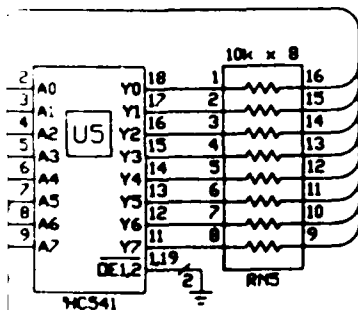 10K x 8
2 A0 Y0 18 1 16
3 A1 Y1 17 2 15
4 A2 U5 Y2 16 3 14
5 A3 Y3 15 4 13
6 A4 Y4 14 5 12
7 A5 Y5 13 6 11
8 A6 Y6 12 7 10
9 A7 Y7 11 8 9
OE1,2 1,19 2
HC541 RN5